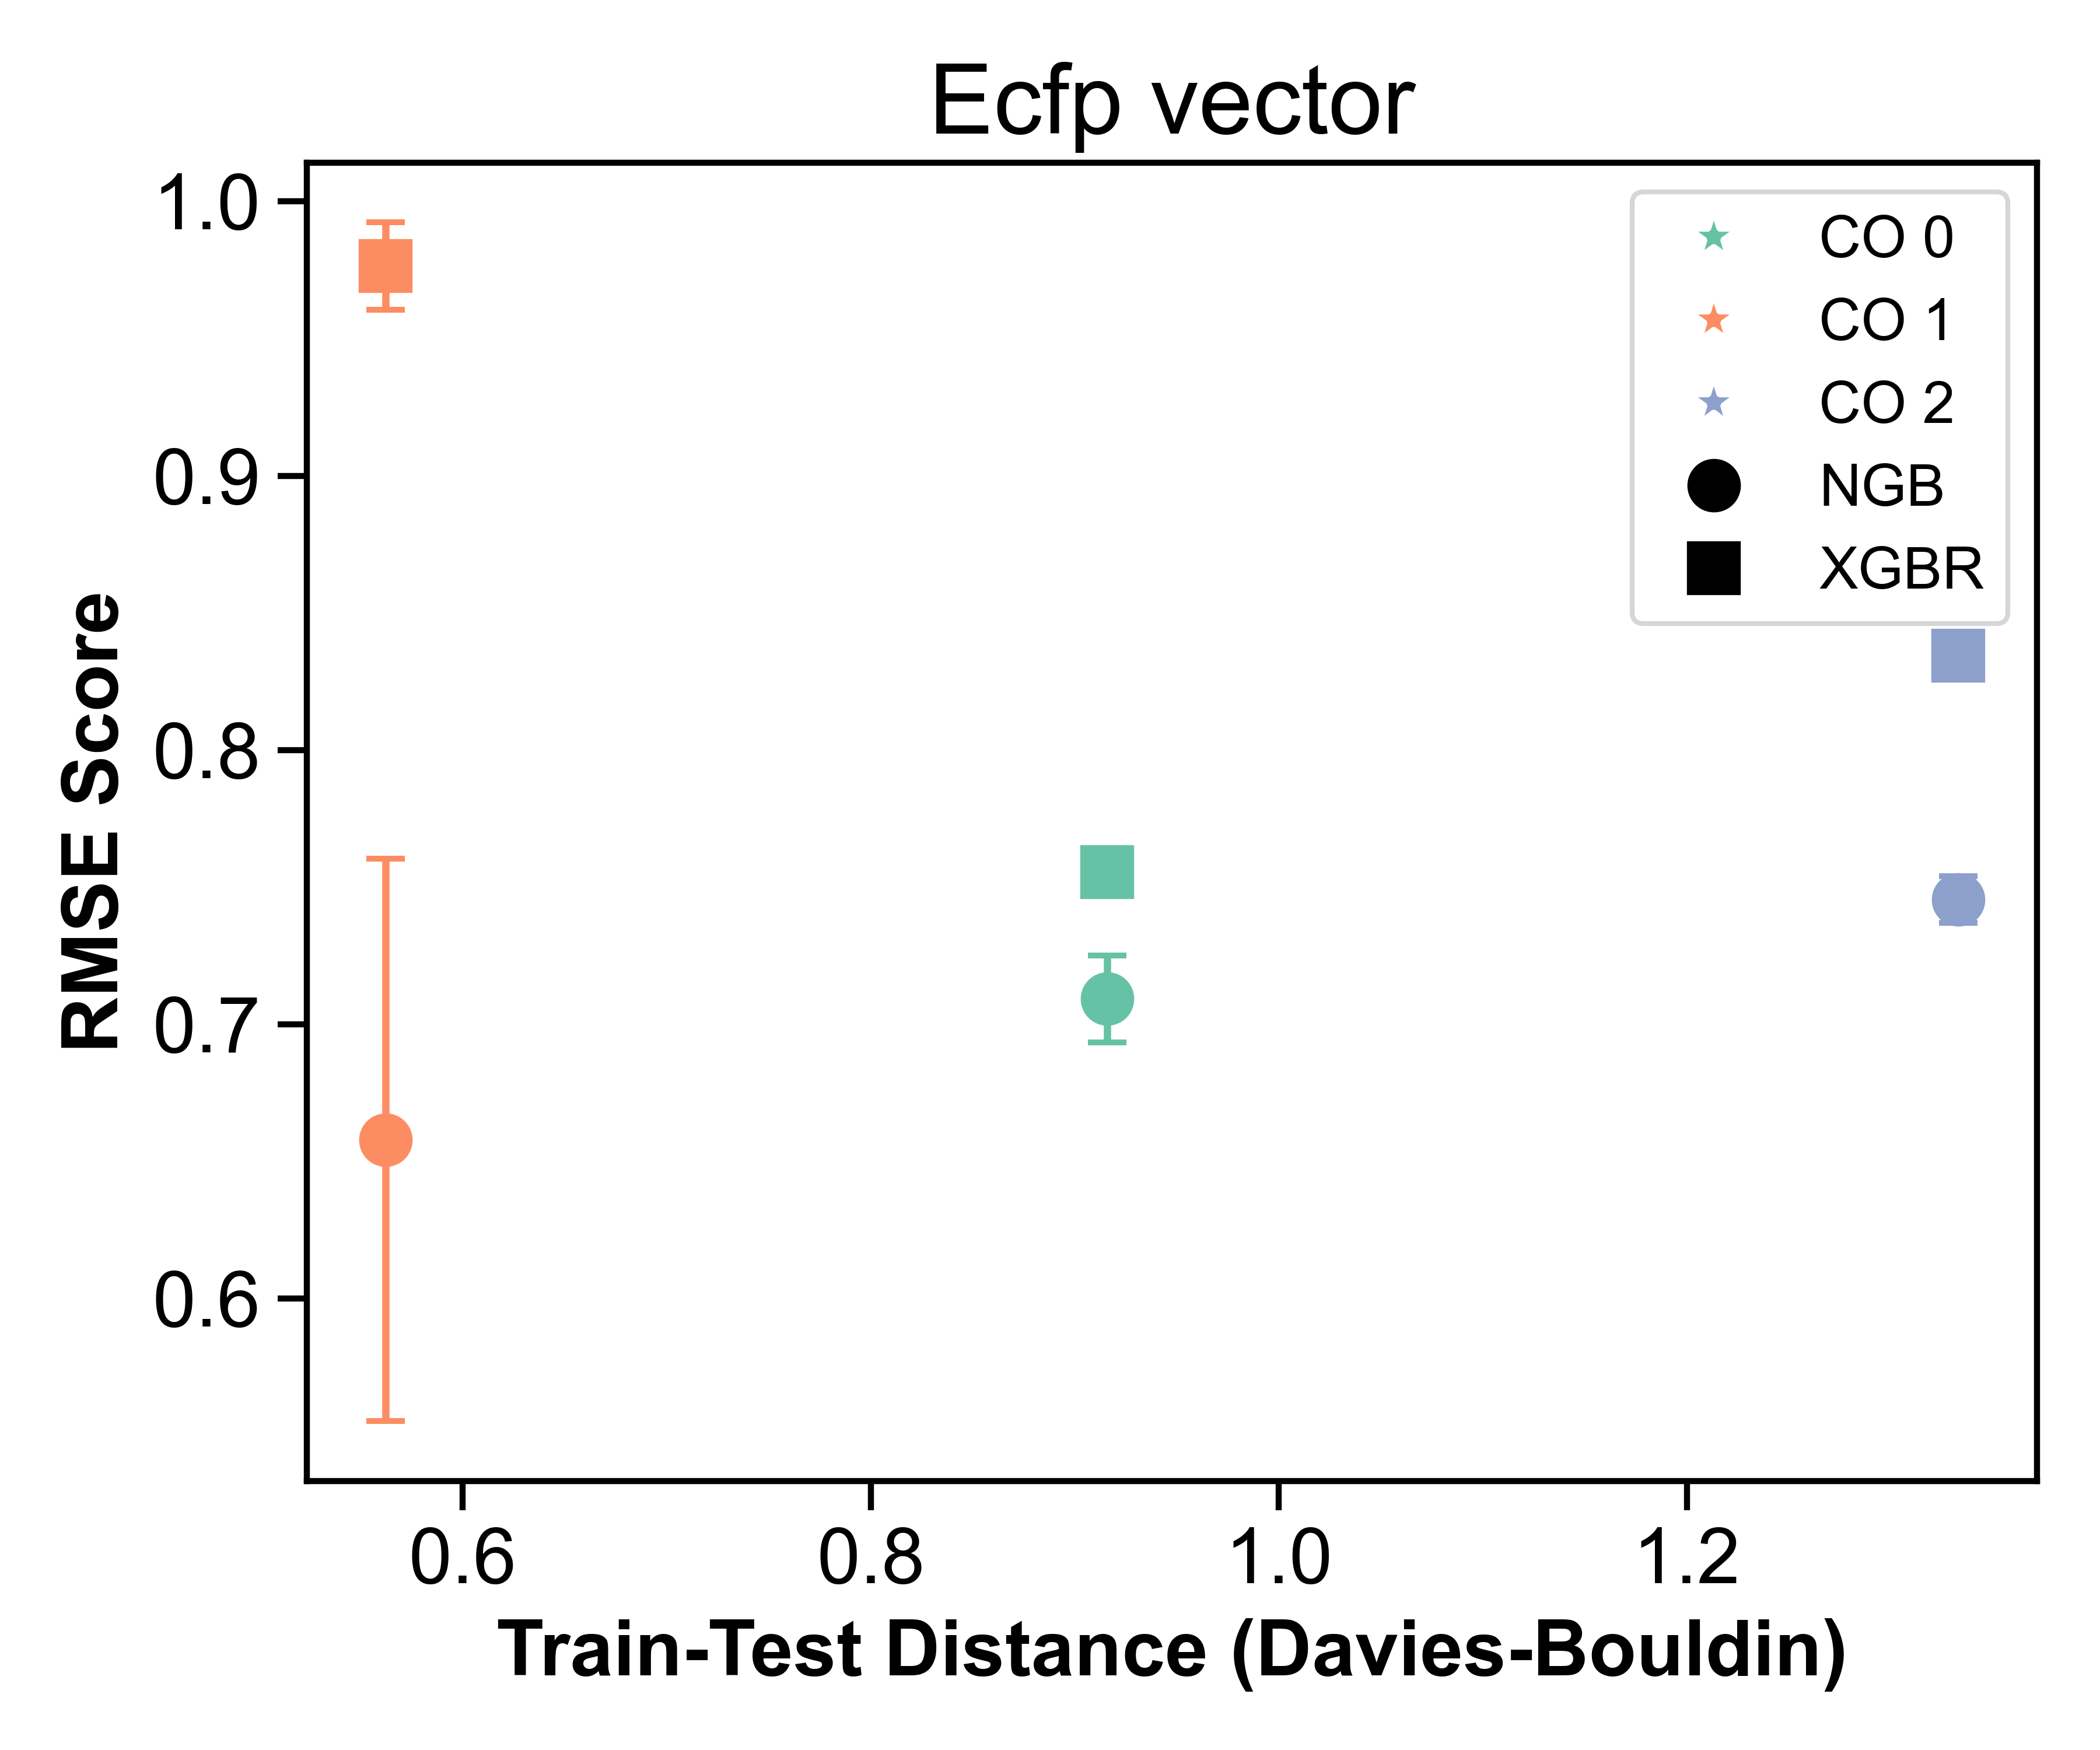 Ecfp vector
1.0
0.9
0.8
0.7
0.6
RMSE Score
CO 0
CO 1
CO 2
NGB
XGBR
0.6 0.8 1.0 1.2
Train-Test Distance (Davies-Bouldin)